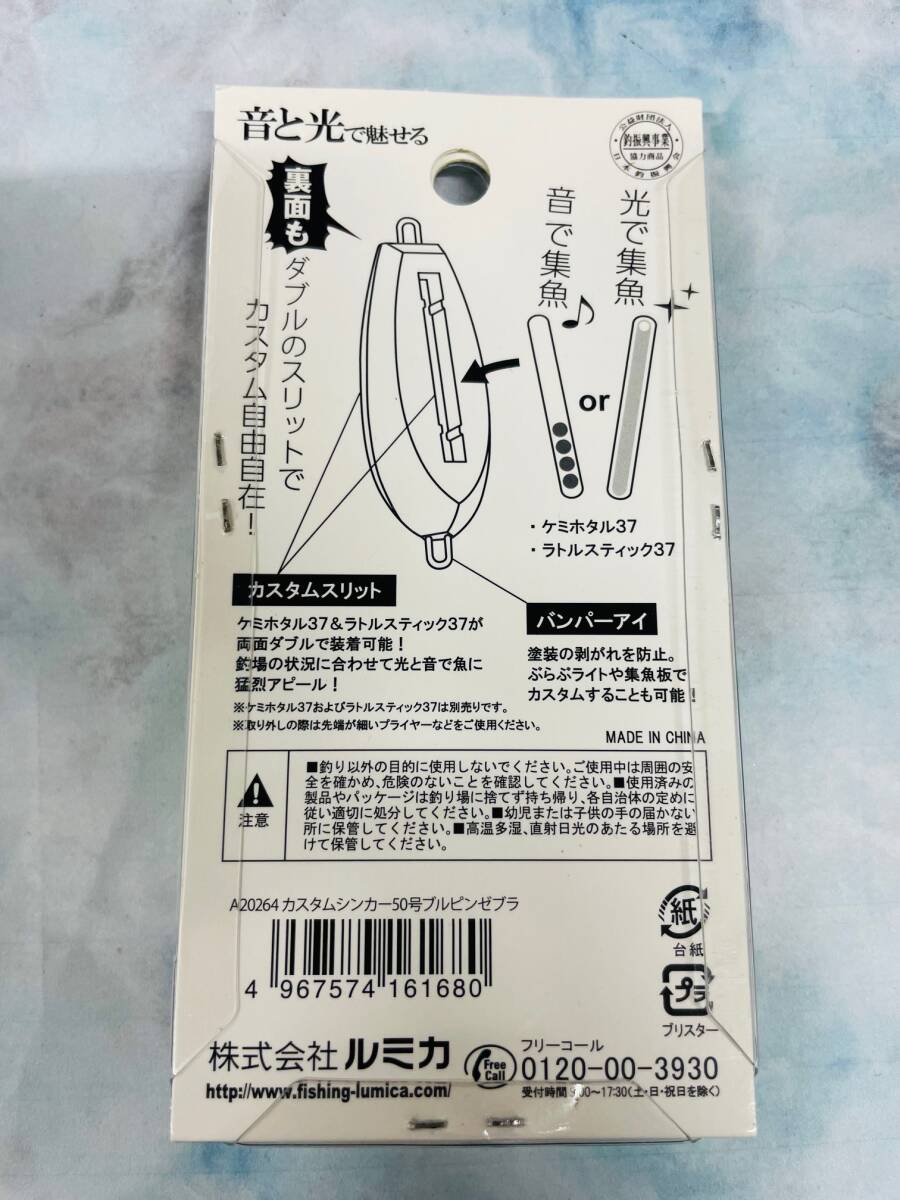 音と光で魅せる
公益財団法人
釣振興事業
協力商品
日本釣振興会
裏面も
ダブルのスリットで
カスタム自由自在！
光で集魚
音で集魚
or
・ケミホタル37
・ラトルスティック37
カスタムスリット
ケミホタル37＆ラトルスティック37が
両面ダブルで装着可能！
釣場の状況に合わせて光と音で魚に
猛烈アピール！
※ケミホタル37およびラトルスティック37は別売りです。
※取り外しの際は先端が細いプライヤーなどをご使用ください。
バンパーアイ
塗装の剥がれを防止。
ぶらぶライトや集魚板で
カスタムすることも可能！
MADE IN CHINA
注意
■釣り以外の目的に使用しないでください。ご使用中は周囲の安
全を確かめ、危険のないことを確認してください。■使用済みの
製品やパッケージは釣り場に捨てず持ち帰り、各自治体の定めに
従い適切に処分してください。■幼児または子供の手の届かない
所に保管してください。■高温多湿、直射日光のあたる場所を避
けて保管してください。
A20264 カスタムシンカー50号ブルピンゼブラ
4 967574 161680
紙
台紙
プラ
ブリスター
株式会社 ルミカ
http://www.fishing-lumica.com/
Free Call
フリーコール
0120-00-3930
受付時間 9:00〜17:30(土・日・祝日を除く)